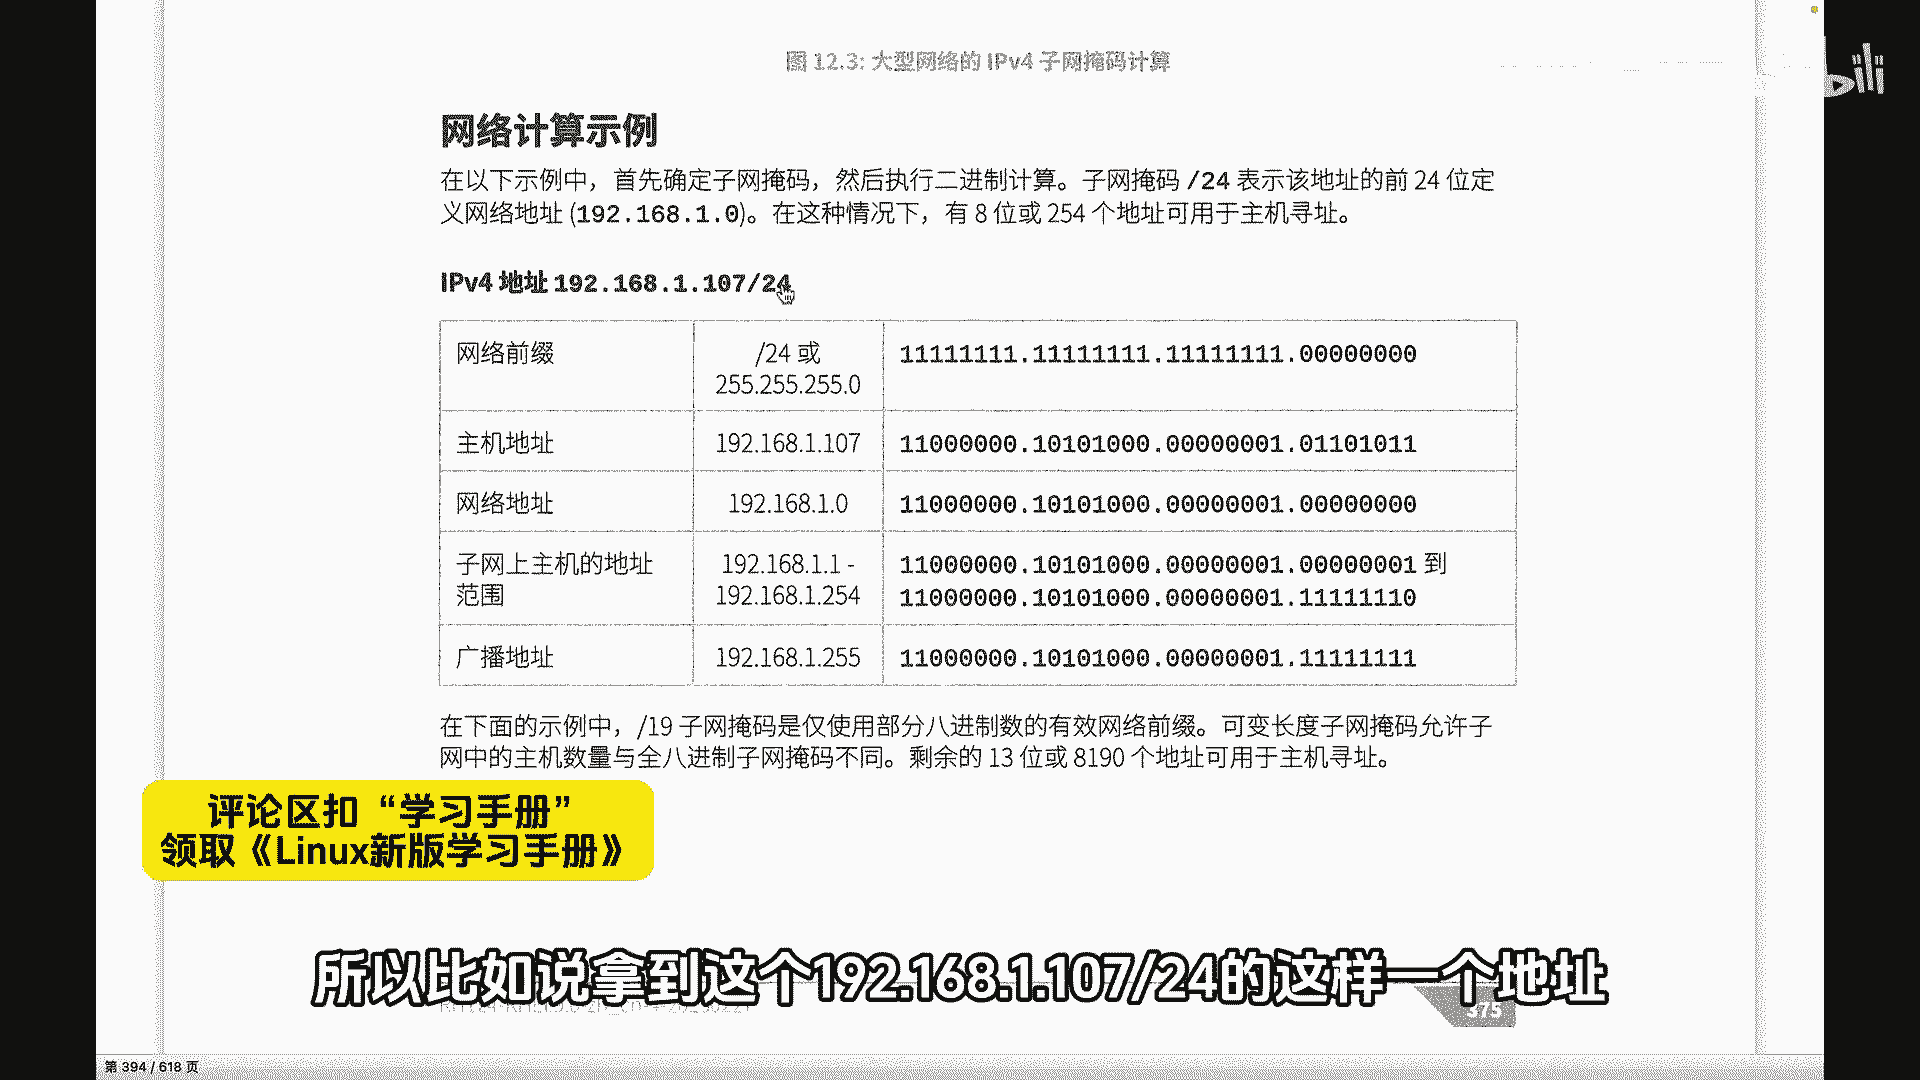 图 12.3: 大型网络的 IPv4 子网掩码计算
bili
网络计算示例
在以下示例中，首先确定子网掩码，然后执行二进制计算。子网掩码 /24 表示该地址的前 24 位定
义网络地址 (192.168.1.0)。在这种情况下，有 8 位或 254 个地址可用于主机寻址。
IPv4 地址 192.168.1.107/24
网络前缀 /24 或 255.255.255.0 11111111.11111111.11111111.00000000
主机地址 192.168.1.107 11000000.10101000.00000001.01101011
网络地址 192.168.1.0 11000000.10101000.00000001.00000000
子网上主机的地址范围 192.168.1.1 - 192.168.1.254 11000000.10101000.00000001.00000001 到 11000000.10101000.00000001.11111110
广播地址 192.168.1.255 11000000.10101000.00000001.11111111
在下面的示例中，/19 子网掩码是仅使用部分八进制数的有效网络前缀。可变长度子网掩码允许子
网中的主机数量与全八进制子网掩码不同。剩余的 13 位或 8190 个地址可用于主机寻址。
评论区扣“学习手册”
领取《Linux新版学习手册》
所以比如说拿到这个192.168.1.107/24的这样一个地址
375
第 394 / 618 页